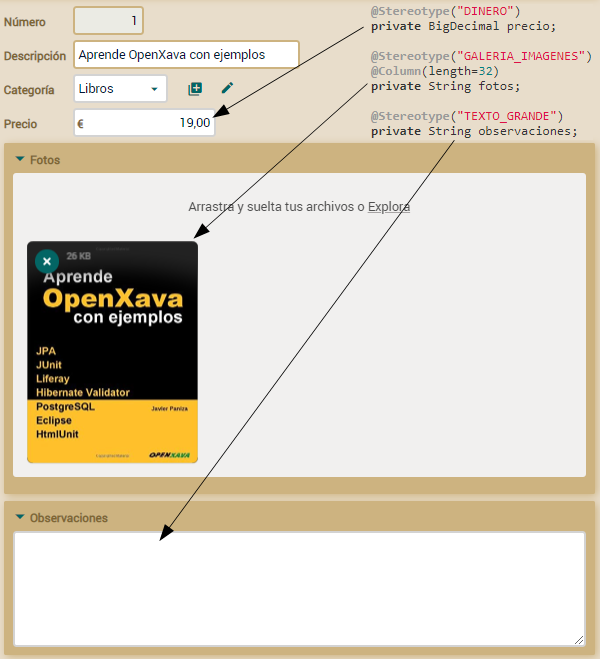 Número 1
@Stereotype("DINERO")
private BigDecimal precio;
Descripción Aprende OpenXava con ejemplos
@Stereotype("GALERIA_IMAGENES")
@Column(length=32)
private String fotos;
Categoría Libros
Precio € 19,00
@Stereotype("TEXTO_GRANDE")
private String observaciones;
Fotos
Arrastra y suelta tus archivos o Explora
26 KB
Aprende
OpenXava
con ejemplos
JPA
JUnit
Liferay
Hibernate Validator
PostgreSQL Javier Paniza
Eclipse
HtmlUnit
OPENXAVA
Observaciones